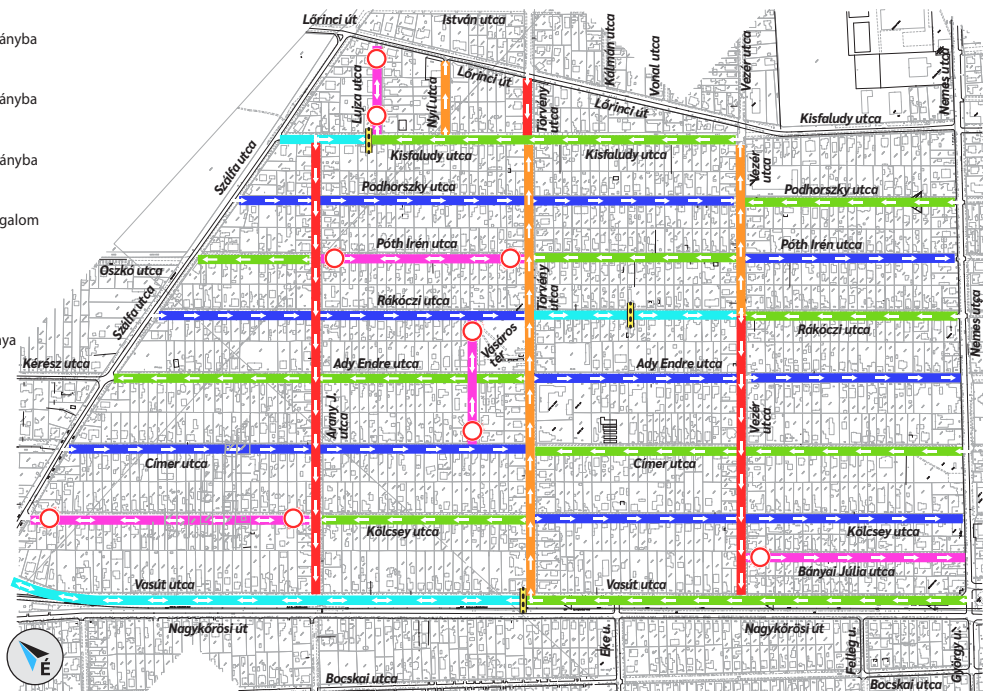 Lőrinci út
István utca
ányba
Kálmán utca
Vonal utca
Vezér utca
Nemes utca
Lujza utca
Nyíl utca
Lőrinci út
Törvény
utca
Lőrinci út
ányba
Kisfaludy utca
Kisfaludy utca
Kisfaludy utca
ányba
Szálfa utca
Vezér
utca
Podhorszky utca
Podhorszky utca
galom
Póth Irén utca
Póth Irén utca
Oszkó utca
Szálfa utca
Törvény
utca
Rákóczi utca
Rákóczi utca
Nemes utca
nya
Vásáros
tér
Kérész utca
Ady Endre utca
Ady Endre utca
Arany J.
utca
Vezér
utca
Címer utca
Címer utca
Kölcsey utca
Kölcsey utca
Bányai Júlia utca
Vasút utca
Vasút utca
Nagykőrösi út
Nagykőrösi út
Eke u.
Felleg u.
György u.
É
Bocskai utca
Bocskai utca